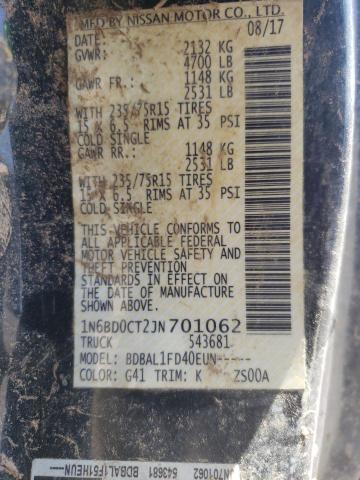 MFD BY NISSAN MOTOR CO., LTD.
DATE: 08/17
GVWR: 2132 KG
4700 LB
GAWR FR.: 1148 KG
2531 LB
WITH 235/75R15 TIRES
15 X 6.5 RIMS AT 35 PSI
COLD SINGLE
GAWR RR.: 1148 KG
2531 LB
WITH 235/75R15 TIRES
15 X 6.5 RIMS AT 35 PSI
COLD SINGLE
THIS VEHICLE CONFORMS TO
ALL APPLICABLE FEDERAL
MOTOR VEHICLE SAFETY AND
THEFT PREVENTION
STANDARDS IN EFFECT ON
THE DATE OF MANUFACTURE
SHOWN ABOVE.
1N6BD0CT2JN701062
TRUCK 543681
MODEL: BDBAL1FD40EUN-----
COLOR: G41 TRIM: K ZS00A
N701062 543681 BDBAL1F51HEUN